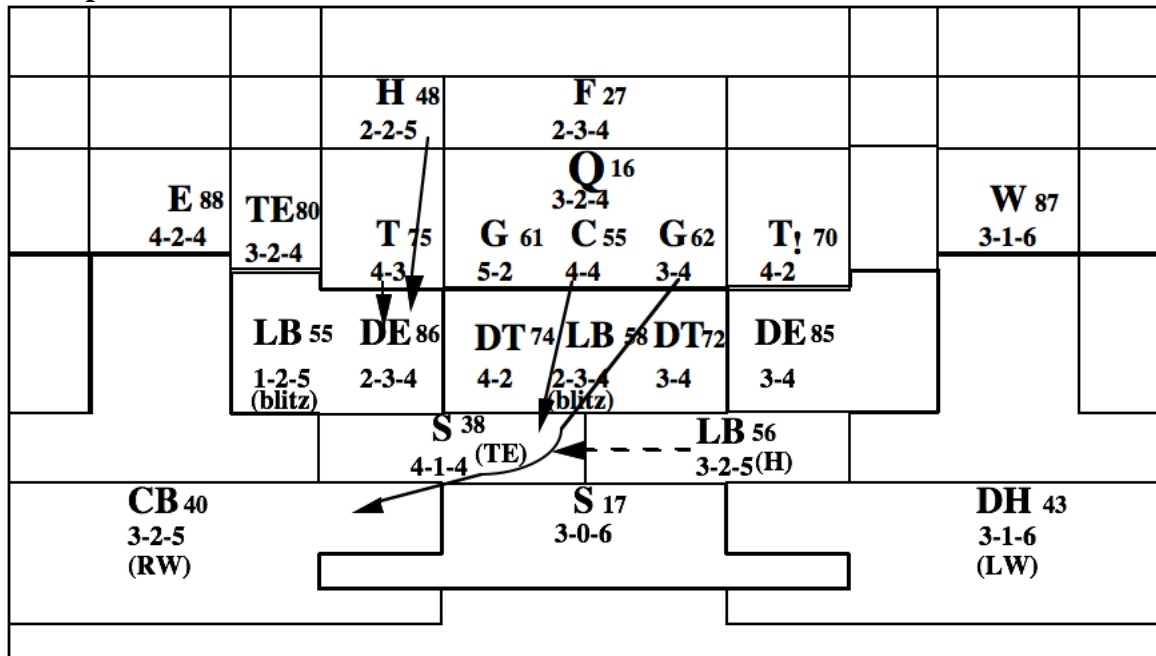 H 48 F 27
2-2-5 2-3-4
Q 16
3-2-4
E 88 TE80 W 87
4-2-4 3-2-4 3-1-6
T 75 G 61 C 55 G 62 T! 70
4-3 5-2 4-4 3-4 4-2
LB 55 DE 86 DT 74 LB 58 DT 72 DE 85
1-2-5 2-3-4 4-2 2-3-4 3-4 3-4
(blitz) (blitz)
S 38 LB 56
4-1-4 (TE) 3-2-5 (H)
CB 40 S 17 DH 43
3-2-5 3-0-6 3-1-6
(RW) (LW)